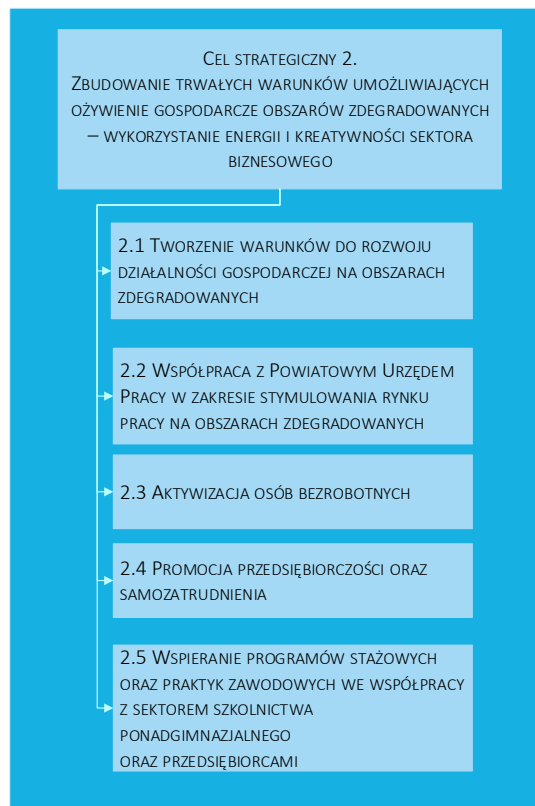 CEL STRATEGICZNY 2.
ZBUDOWANIE TRWAŁYCH WARUNKÓW UMOŻLIWIAJĄCYCH
OŻYWIENIE GOSPODARCZE OBSZARÓW ZDEGRADOWANYCH
– WYKORZYSTANIE ENERGII I KREATYWNOŚCI SEKTORA
BIZNESOWEGO
2.1 TWORZENIE WARUNKÓW DO ROZWOJU
DZIAŁALNOŚCI GOSPODARCZEJ NA OBSZARACH
ZDEGRADOWANYCH
2.2 WSPÓŁPRACA Z POWIATOWYM URZĘDEM
PRACY W ZAKRESIE STYMULOWANIA RYNKU
PRACY NA OBSZARACH ZDEGRADOWANYCH
2.3 AKTYWIZACJA OSÓB BEZROBOTNYCH
2.4 PROMOCJA PRZEDSIĘBIORCZOŚCI ORAZ
SAMOZATRUDNIENIA
2.5 WSPIERANIE PROGRAMÓW STAŻOWYCH
ORAZ PRAKTYK ZAWODOWYCH WE WSPÓŁPRACY
Z SEKTOREM SZKOLNICTWA
PONADGIMNAZJALNEGO
ORAZ PRZEDSIĘBIORCAMI